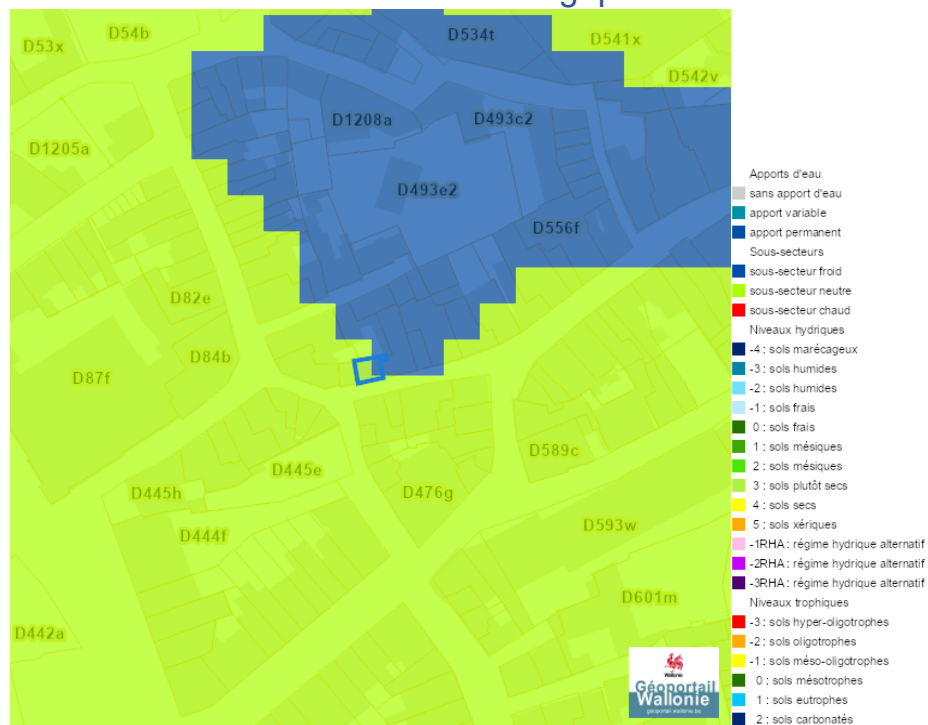 D53x
D54b
D534t
D541x
D542v
D1205a
D1208a
D493c2
D493e2
D556f
D82e
D84b
D87f
D445h
D445e
D444f
D476g
D589c
D593w
D601m
D442a
Apports d'eau
sans apport d'eau
apport variable
apport permanent
Sous-secteurs
sous-secteur froid
sous-secteur neutre
sous-secteur chaud
Niveaux hydriques
-4 : sols marécageux
-3 : sols humides
-2 : sols humides
-1 : sols frais
0 : sols frais
1 : sols mésiques
2 : sols mésiques
3 : sols plutôt secs
4 : sols secs
5 : sols xériques
-1RHA : régime hydrique alternatif
-2RHA : régime hydrique alternatif
-3RHA : régime hydrique alternatif
Niveaux trophiques
-3 : sols hyper-oligotrophes
-2 : sols oligotrophes
-1 : sols méso-oligotrophes
0 : sols mésotrophes
1 : sols eutrophes
2 : sols carbonatés
Wallonie
Géoportail
Wallonie
geoportail.wallonie.be